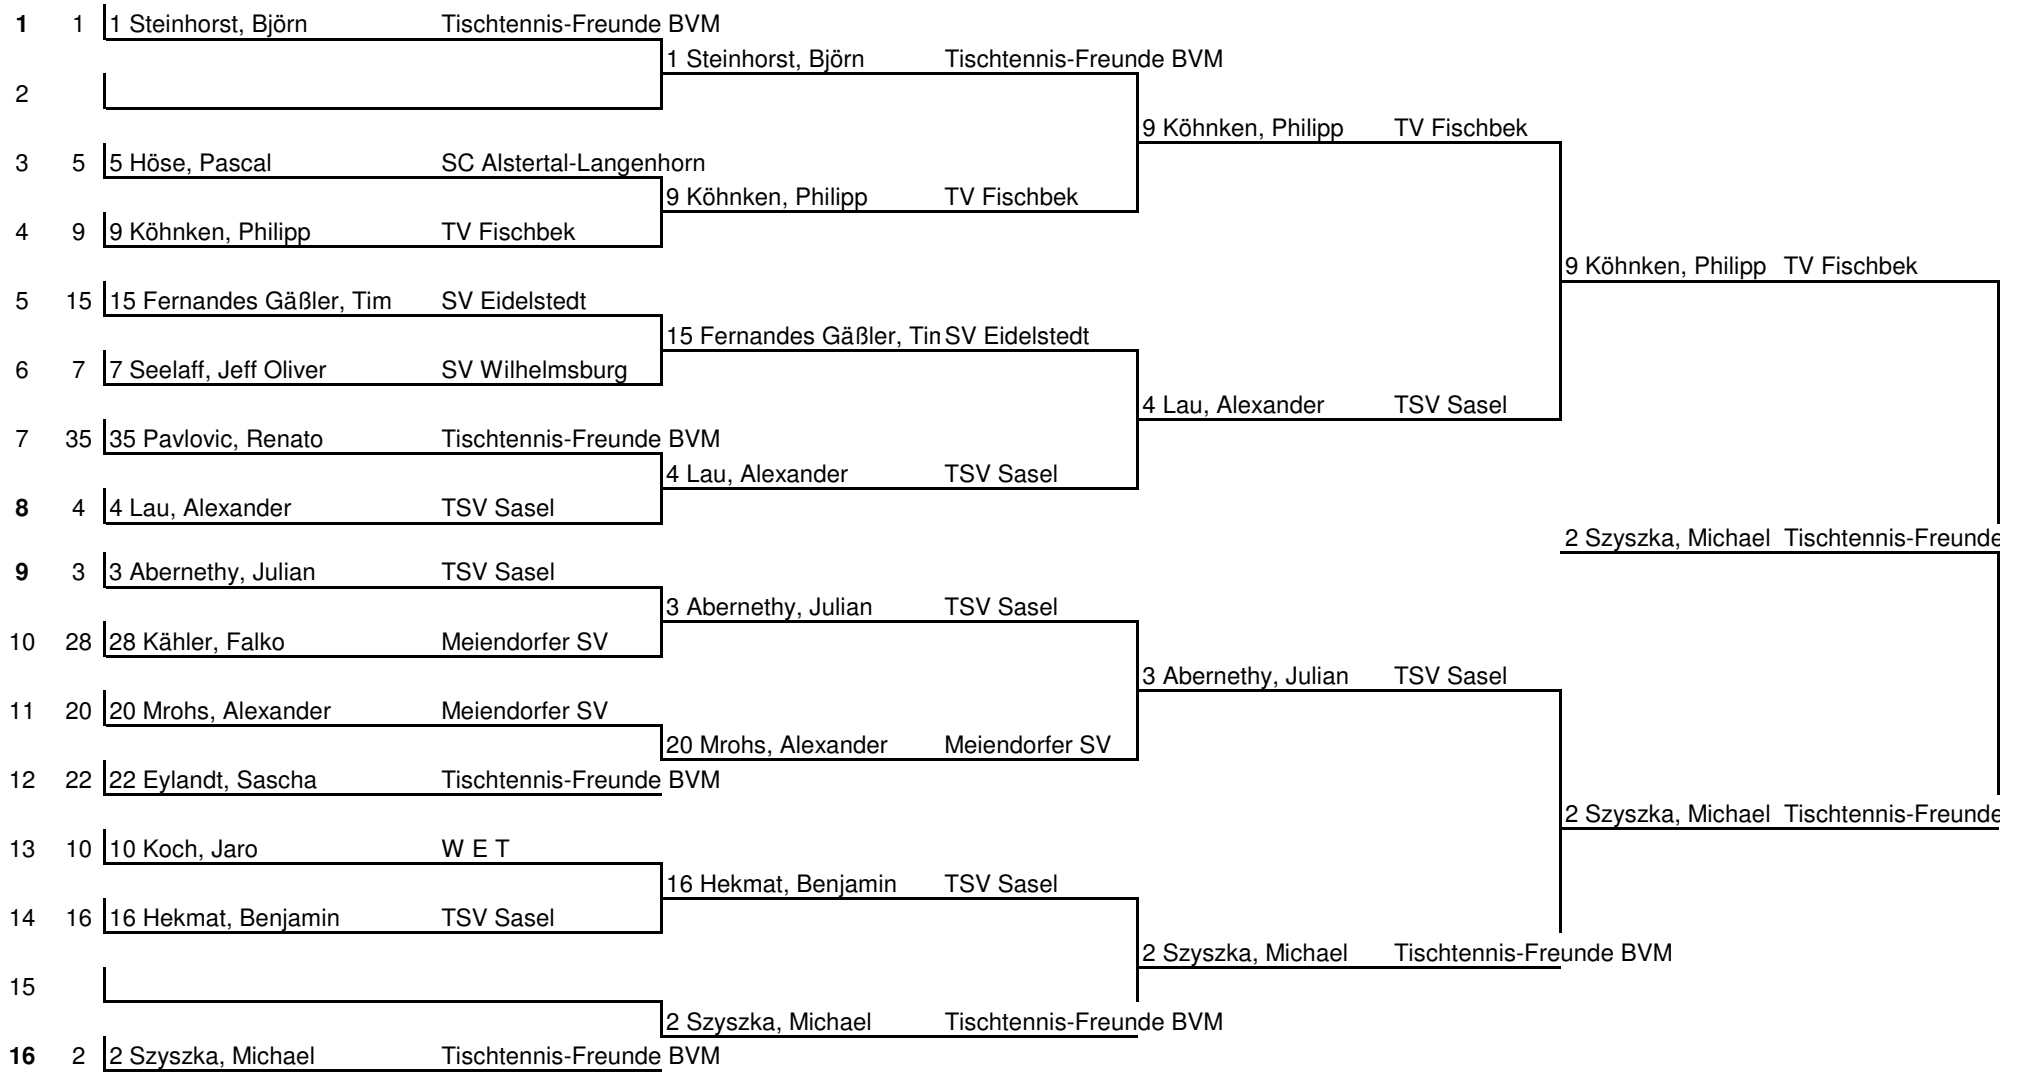 1 1 1 Steinhorst, Björn Tischtennis-Freunde BVM
1 Steinhorst, Björn Tischtennis-Freunde BVM
2
9 Köhnken, Philipp TV Fischbek
3 5 5 Höse, Pascal SC Alstertal-Langenhorn
9 Köhnken, Philipp TV Fischbek
4 9 9 Köhnken, Philipp TV Fischbek
9 Köhnken, Philipp TV Fischbek
5 15 15 Fernandes Gäßler, Tim SV Eidelstedt
15 Fernandes Gäßler, Tin SV Eidelstedt
6 7 7 Seelaff, Jeff Oliver SV Wilhelmsburg
4 Lau, Alexander TSV Sasel
7 35 35 Pavlovic, Renato Tischtennis-Freunde BVM
4 Lau, Alexander TSV Sasel
8 4 4 Lau, Alexander TSV Sasel
2 Szyszka, Michael Tischtennis-Freunde
9 3 3 Abernethy, Julian TSV Sasel
3 Abernethy, Julian TSV Sasel
10 28 28 Kähler, Falko Meiendorfer SV
3 Abernethy, Julian TSV Sasel
11 20 20 Mrohs, Alexander Meiendorfer SV
20 Mrohs, Alexander Meiendorfer SV
12 22 22 Eylandt, Sascha Tischtennis-Freunde BVM
2 Szyszka, Michael Tischtennis-Freunde
13 10 10 Koch, Jaro W E T
16 Hekmat, Benjamin TSV Sasel
14 16 16 Hekmat, Benjamin TSV Sasel
2 Szyszka, Michael Tischtennis-Freunde BVM
15
2 Szyszka, Michael Tischtennis-Freunde BVM
16 2 2 Szyszka, Michael Tischtennis-Freunde BVM